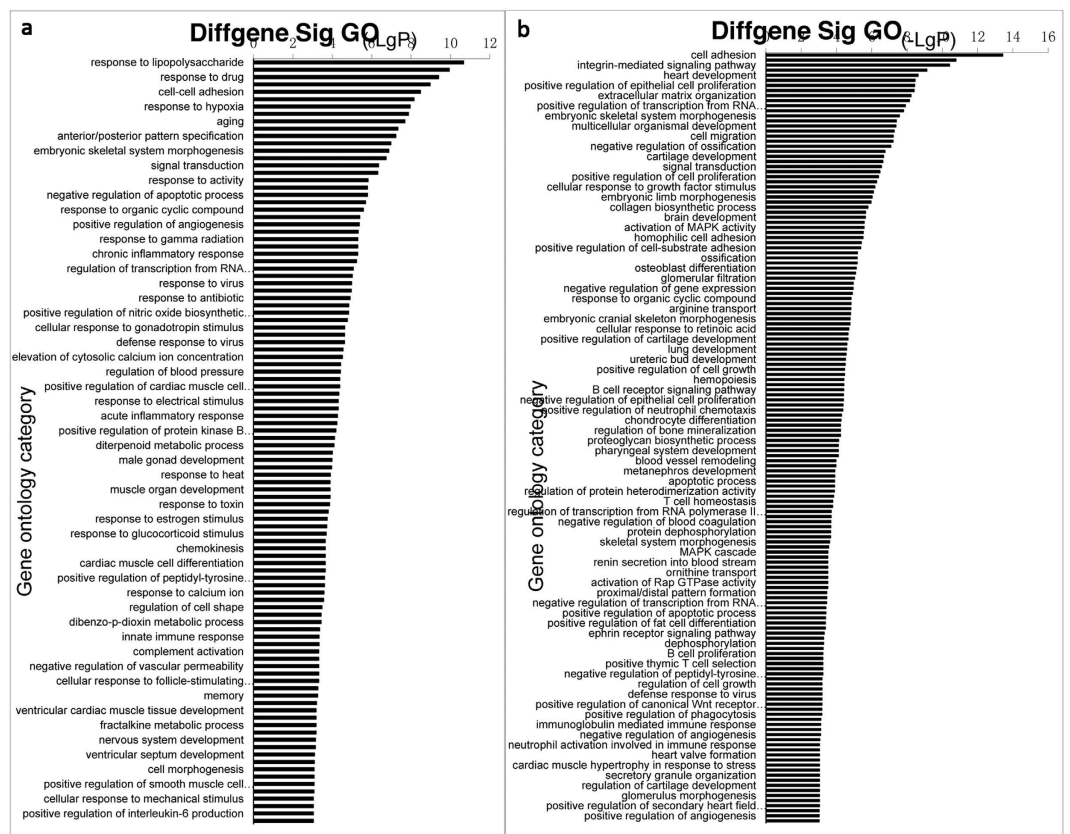 a
Diffgene Sig GO
(-LgP)
0 2 4 6 8 10 12
response to lipopolysaccharide
response to drug
cell-cell adhesion
response to hypoxia
aging
anterior/posterior pattern specification
embryonic skeletal system morphogenesis
signal transduction
response to activity
negative regulation of apoptotic process
response to organic cyclic compound
positive regulation of angiogenesis
response to gamma radiation
chronic inflammatory response
regulation of transcription from RNA…
response to virus
response to antibiotic
positive regulation of nitric oxide biosynthetic…
cellular response to gonadotropin stimulus
defense response to virus
elevation of cytosolic calcium ion concentration
regulation of blood pressure
positive regulation of cardiac muscle cell…
response to electrical stimulus
acute inflammatory response
positive regulation of protein kinase B…
diterpenoid metabolic process
male gonad development
response to heat
muscle organ development
response to toxin
response to estrogen stimulus
response to glucocorticoid stimulus
chemokinesis
cardiac muscle cell differentiation
positive regulation of peptidyl-tyrosine…
response to calcium ion
regulation of cell shape
dibenzo-p-dioxin metabolic process
innate immune response
complement activation
negative regulation of vascular permeability
cellular response to follicle-stimulating…
memory
ventricular cardiac muscle tissue development
fractalkine metabolic process
nervous system development
ventricular septum development
cell morphogenesis
positive regulation of smooth muscle cell…
cellular response to mechanical stimulus
positive regulation of interleukin-6 production
Gene ontology category
b
Diffgene Sig GO
(-LgP)
0 2 4 6 8 10 12 14 16
cell adhesion
integrin-mediated signaling pathway
heart development
positive regulation of epithelial cell proliferation
extracellular matrix organization
positive regulation of transcription from RNA…
embryonic skeletal system morphogenesis
multicellular organismal development
cell migration
negative regulation of ossification
cartilage development
signal transduction
positive regulation of cell proliferation
cellular response to growth factor stimulus
embryonic limb morphogenesis
collagen biosynthetic process
brain development
activation of MAPK activity
homophilic cell adhesion
positive regulation of cell-substrate adhesion
ossification
osteoblast differentiation
glomerular filtration
negative regulation of gene expression
response to organic cyclic compound
arginine transport
embryonic cranial skeleton morphogenesis
cellular response to retinoic acid
positive regulation of cartilage development
lung development
ureteric bud development
positive regulation of cell growth
hemopoiesis
B cell receptor signaling pathway
negative regulation of epithelial cell proliferation
positive regulation of neutrophil chemotaxis
chondrocyte differentiation
regulation of bone mineralization
proteoglycan biosynthetic process
pharyngeal system development
blood vessel remodeling
metanephros development
apoptotic process
regulation of protein heterodimerization activity
T cell homeostasis
regulation of transcription from RNA polymerase II…
negative regulation of blood coagulation
protein dephosphorylation
skeletal system morphogenesis
MAPK cascade
renin secretion into blood stream
ornithine transport
activation of Rap GTPase activity
proximal/distal pattern formation
negative regulation of transcription from RNA…
positive regulation of apoptotic process
positive regulation of fat cell differentiation
ephrin receptor signaling pathway
dephosphorylation
B cell proliferation
positive thymic T cell selection
negative regulation of peptidyl-tyrosine…
regulation of cell growth
defense response to virus
positive regulation of canonical Wnt receptor…
positive regulation of phagocytosis
immunoglobulin mediated immune response
negative regulation of angiogenesis
neutrophil activation involved in immune response
heart valve formation
cardiac muscle hypertrophy in response to stress
secretory granule organization
regulation of cartilage development
glomerulus morphogenesis
positive regulation of secondary heart field…
positive regulation of angiogenesis
Gene ontology category